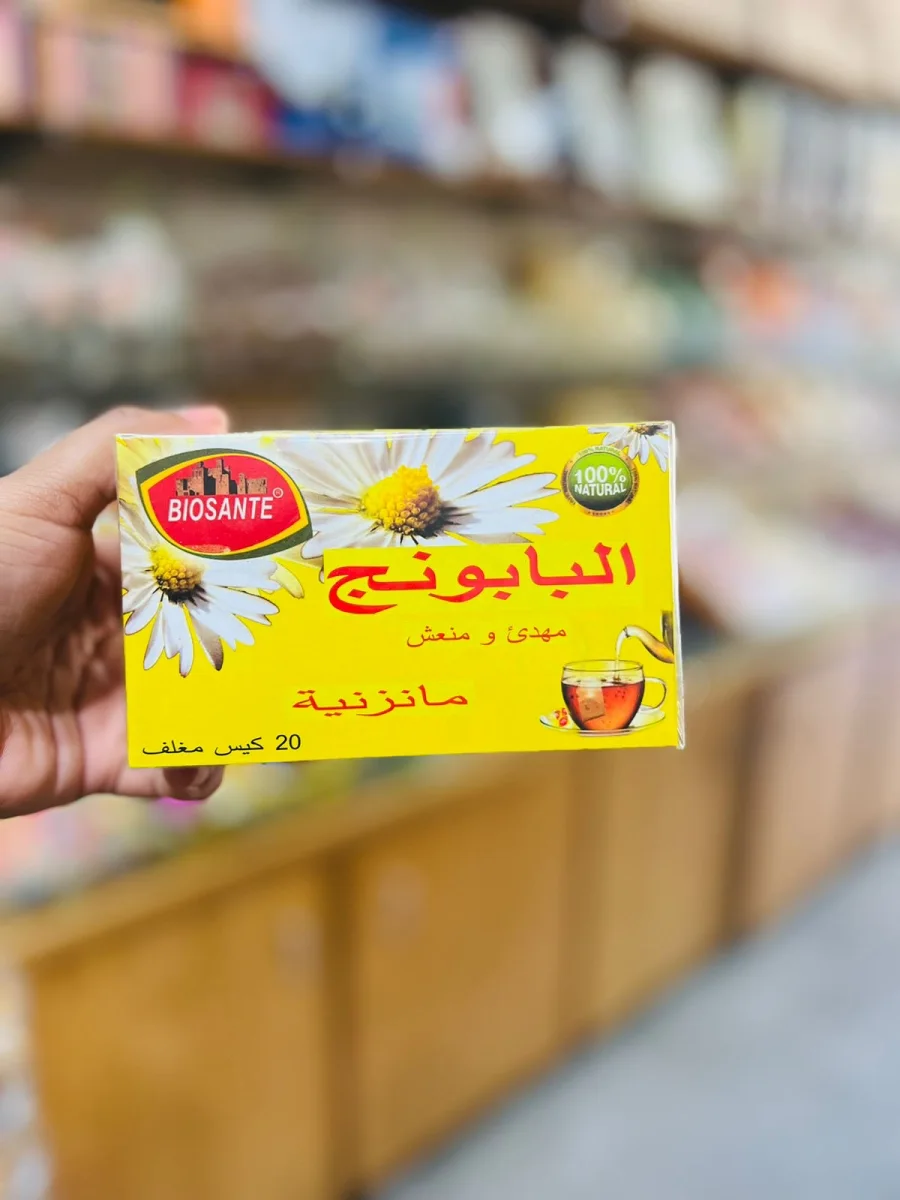 BIOSANTE®
100%
NATURAL
البابونج
مهدئ و منعش
مانزنية
20 كيس مغلف